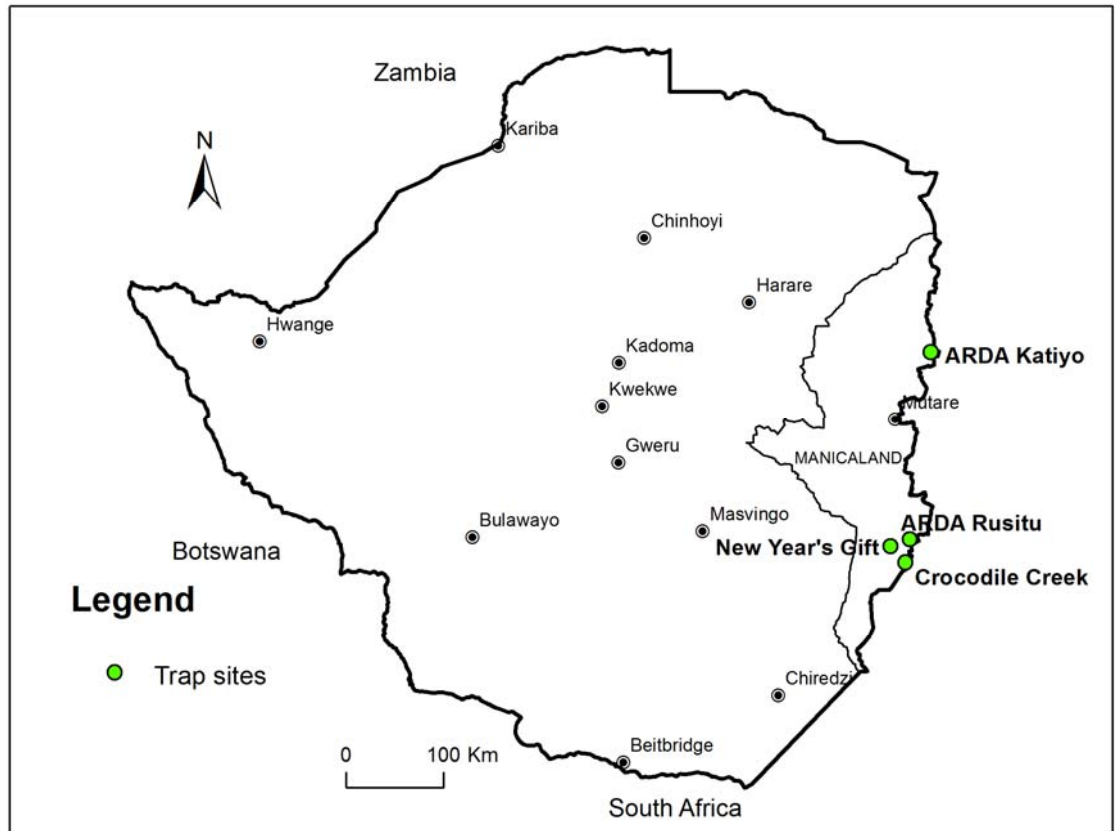 Zambia
N
Kariba
Chinhoyi
Harare
Hwange
Kadoma
ARDA Katiyo
Kwekwe
Mutare
Gweru
MANICALAND
Masvingo
Bulawayo
ARDA Rusitu
New Year's Gift
Botswana
Crocodile Creek
Legend
Trap sites
Chiredzi
Beitbridge
0 100 Km
South Africa